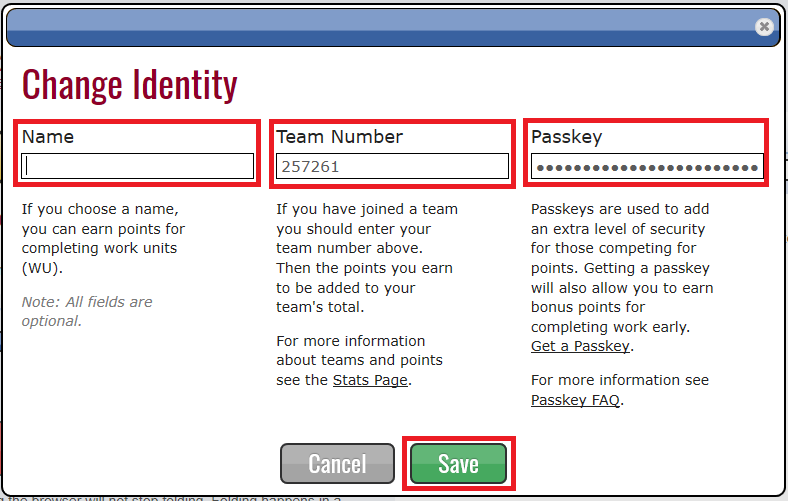 Change Identity
Name
Team Number
Passkey
257261
●●●●●●●●●●●●●●●●●●●●●●●●
If you choose a name,
you can earn points for
completing work units
(WU).
Note: All fields are
optional.
If you have joined a team
you should enter your
team number above.
Then the points you earn
to be added to your
team's total.
For more information
about teams and points
see the Stats Page.
Passkeys are used to add
an extra level of security
for those competing for
points. Getting a passkey
will also allow you to earn
bonus points for
completing work early.
Get a Passkey.
For more information see
Passkey FAQ.
Cancel
Save
the browser will not stop folding. Folding happens in a